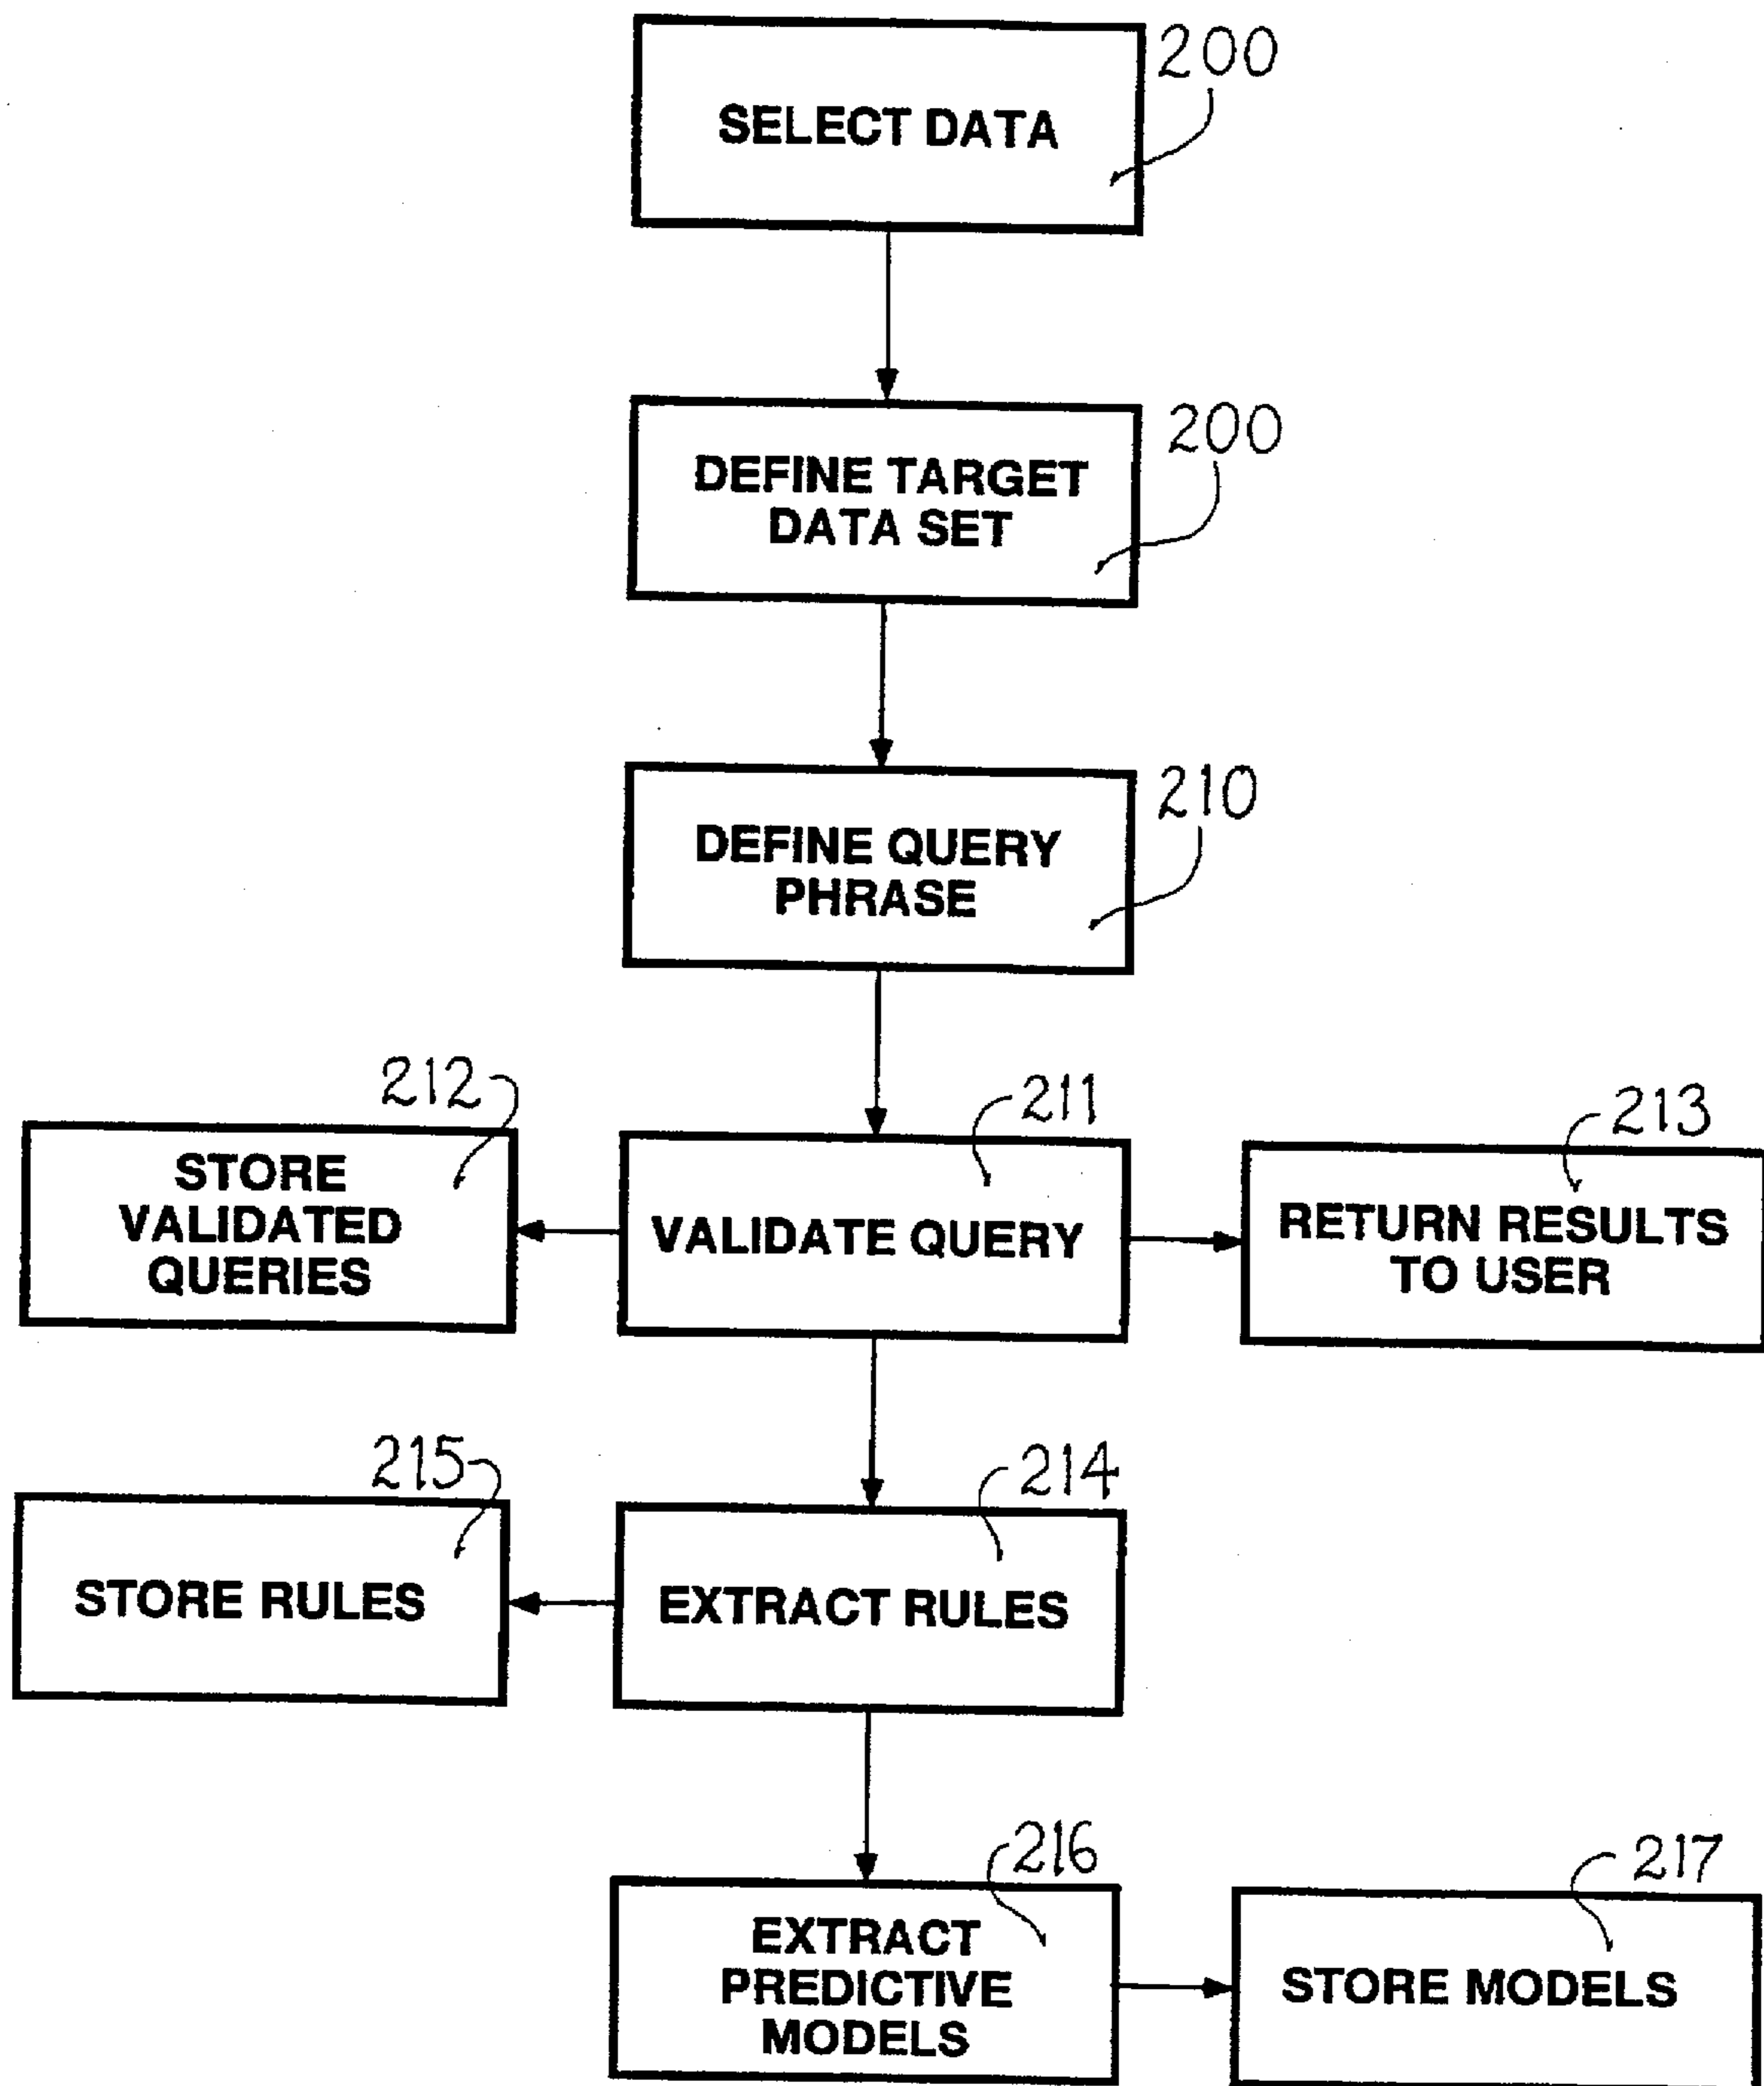 200
SELECT DATA
200
DEFINE TARGET
DATA SET
210
DEFINE QUERY
PHRASE
212
STORE
VALIDATED
QUERIES
211
VALIDATE QUERY
213
RETURN RESULTS
TO USER
215
STORE RULES
214
EXTRACT RULES
216
EXTRACT
PREDICTIVE
MODELS
217
STORE MODELS